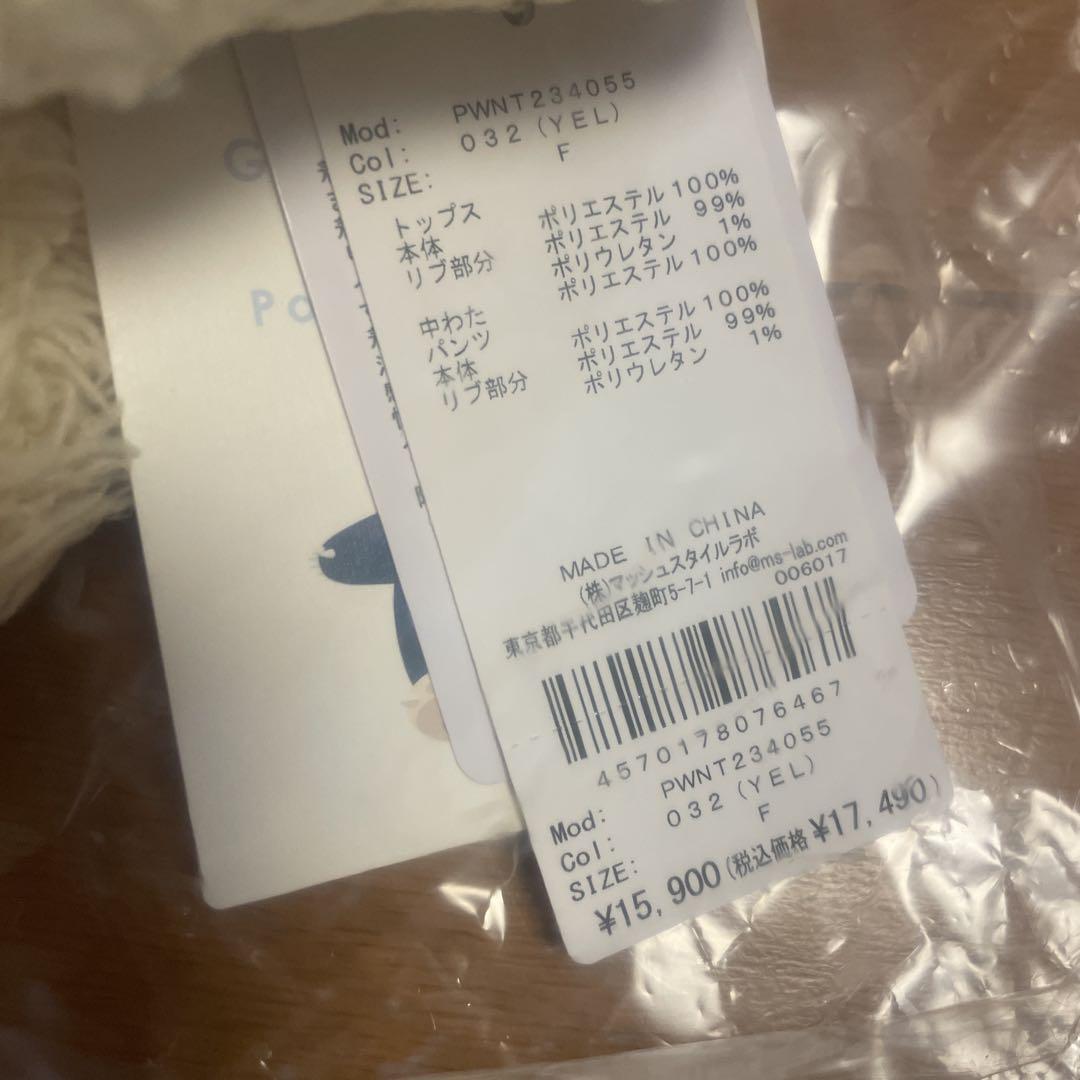 Mod: PWNT234055
Col: 032 (YEL)
SIZE: F
トップス
本体 ポリエステル 100%
リブ部分 ポリエステル 99%
ポリウレタン 1%
中わた ポリエステル 100%
パンツ
本体 ポリエステル 100%
リブ部分 ポリエステル 99%
ポリウレタン 1%
MADE IN CHINA
(株)マッシュスタイルラボ
東京都千代田区麹町5-7-1 info@ms-lab.com
006017
4570178076467
Mod: PWNT234055
Col: 032 (YEL)
SIZE: F
¥15,900(税込価格 ¥17,490)